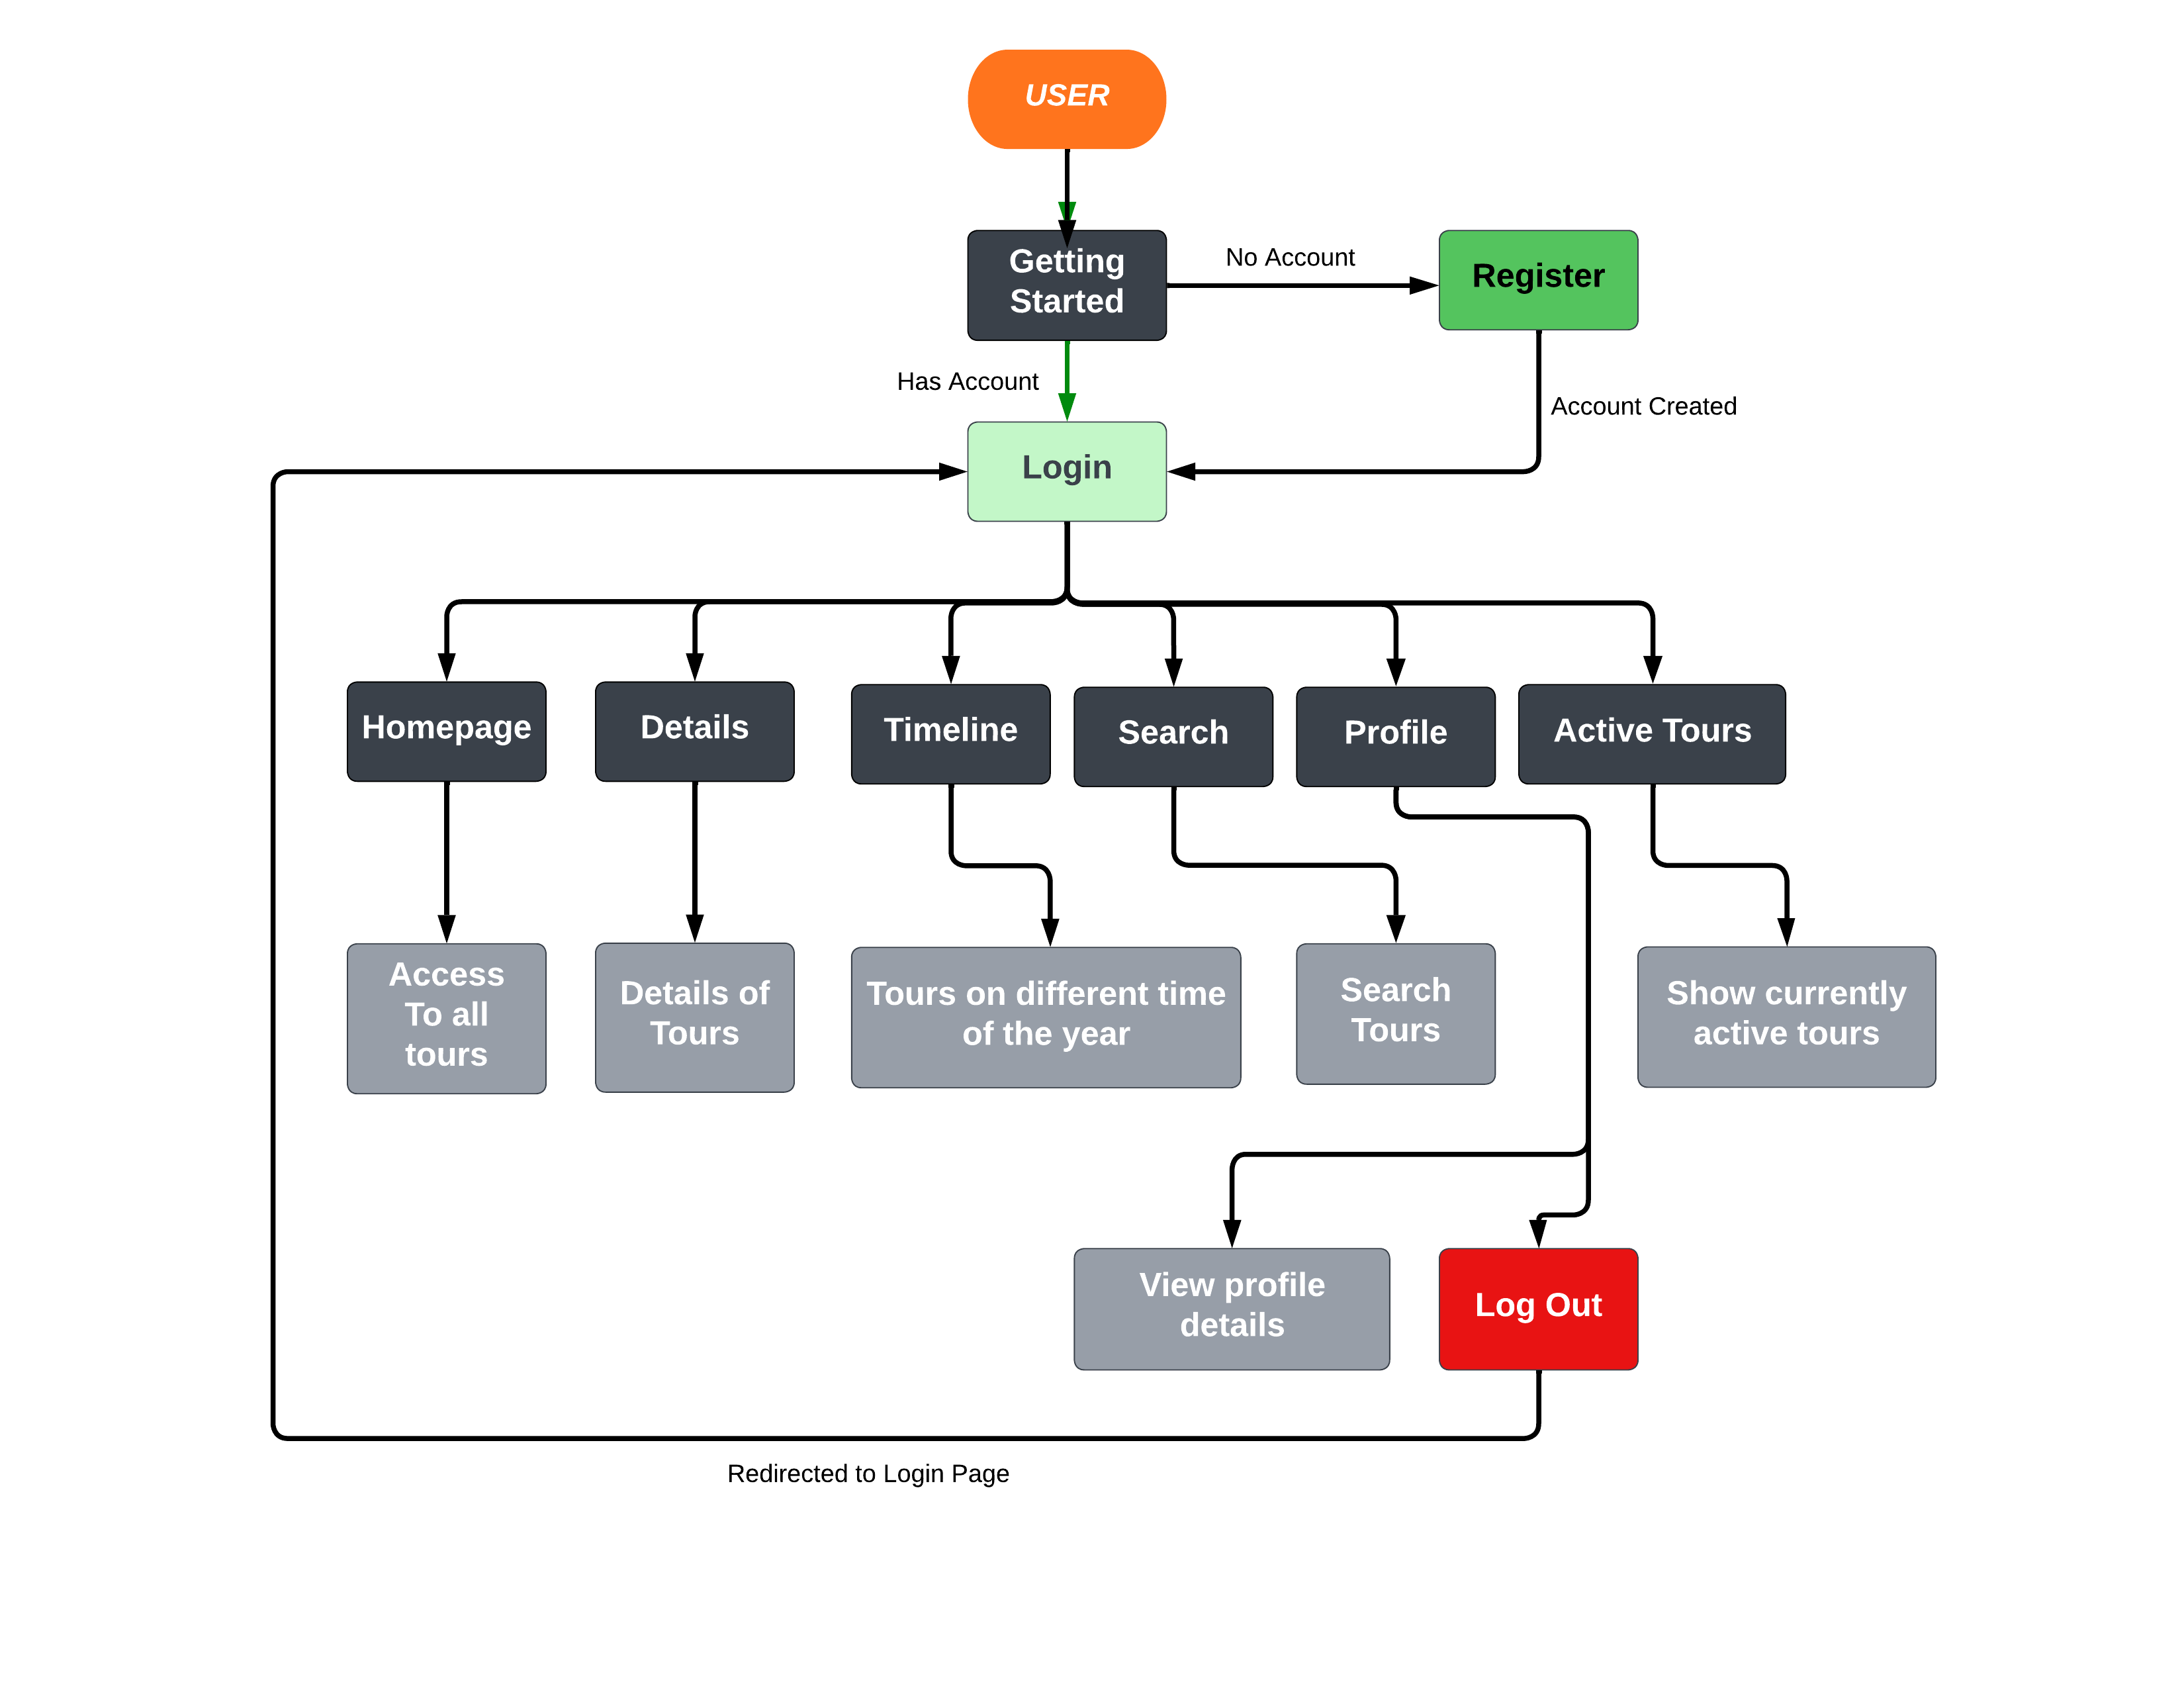 USER
Getting
Started
No Account
Register
Has Account
Account Created
Login
Homepage
Details
Timeline
Search
Profile
Active Tours
Access
To all
tours
Details of
Tours
Tours on different time
of the year
Search
Tours
Show currently
active tours
View profile
details
Log Out
Redirected to Login Page